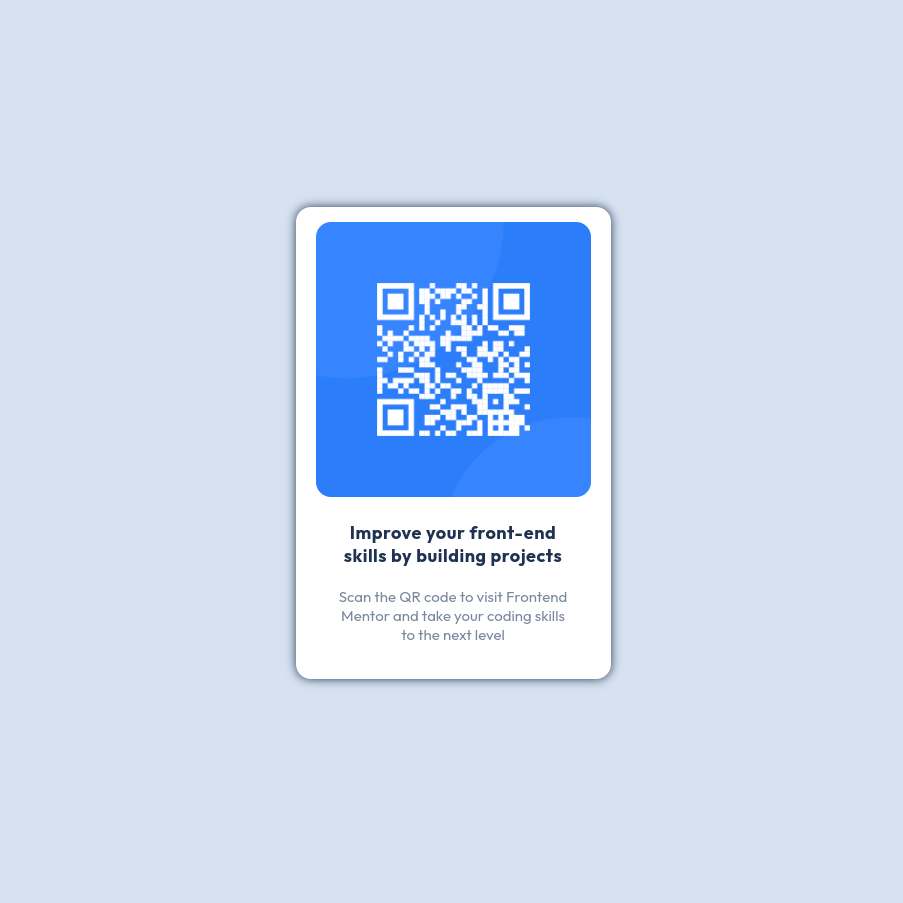 Improve your front-end
skills by building projects
Scan the QR code to visit Frontend
Mentor and take your coding skills
to the next level